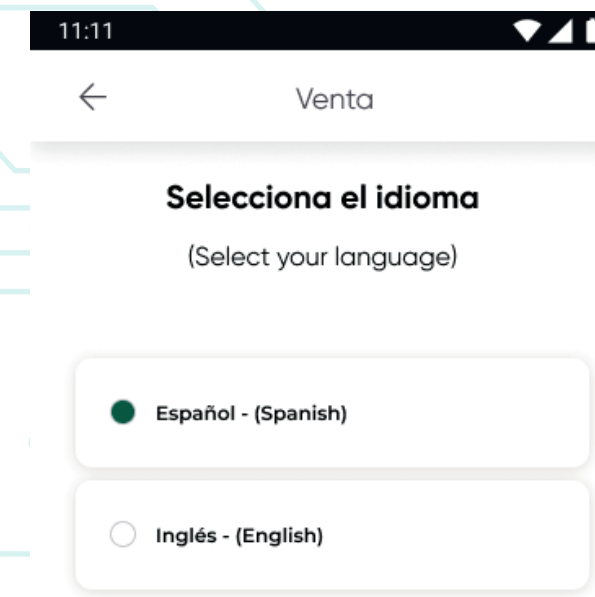 11:11
Venta
Selecciona el idioma
(Select your language)
Español - (Spanish)
Inglés - (English)